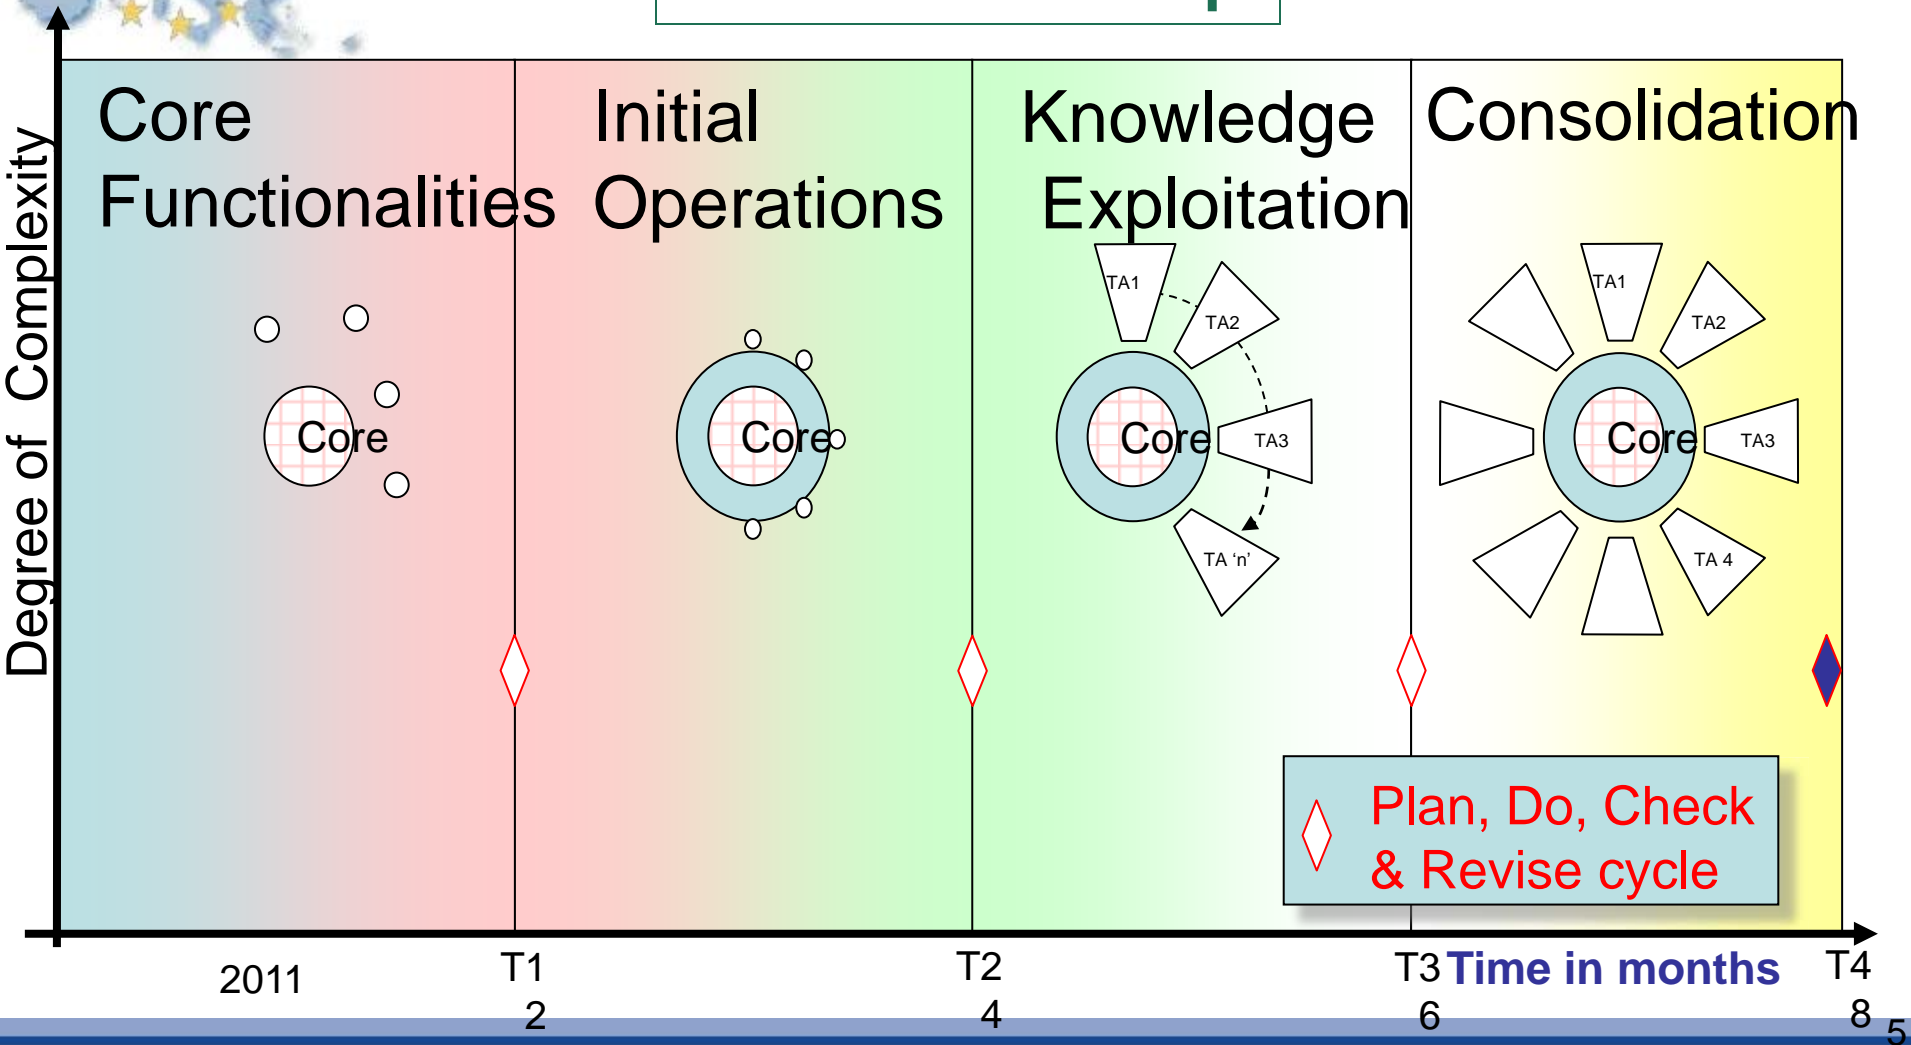 Core
Functionalities
Initial
Operations
Knowledge
Exploitation
Consolidation
Degree of Complexity
Core
Core
TA1
TA2
Core
TA3
TA 'n'
TA1
TA2
Core
TA3
TA 4
Plan, Do, Check
& Revise cycle
2011
T1
2
T2
4
T3
6
Time in months
T4
8
5